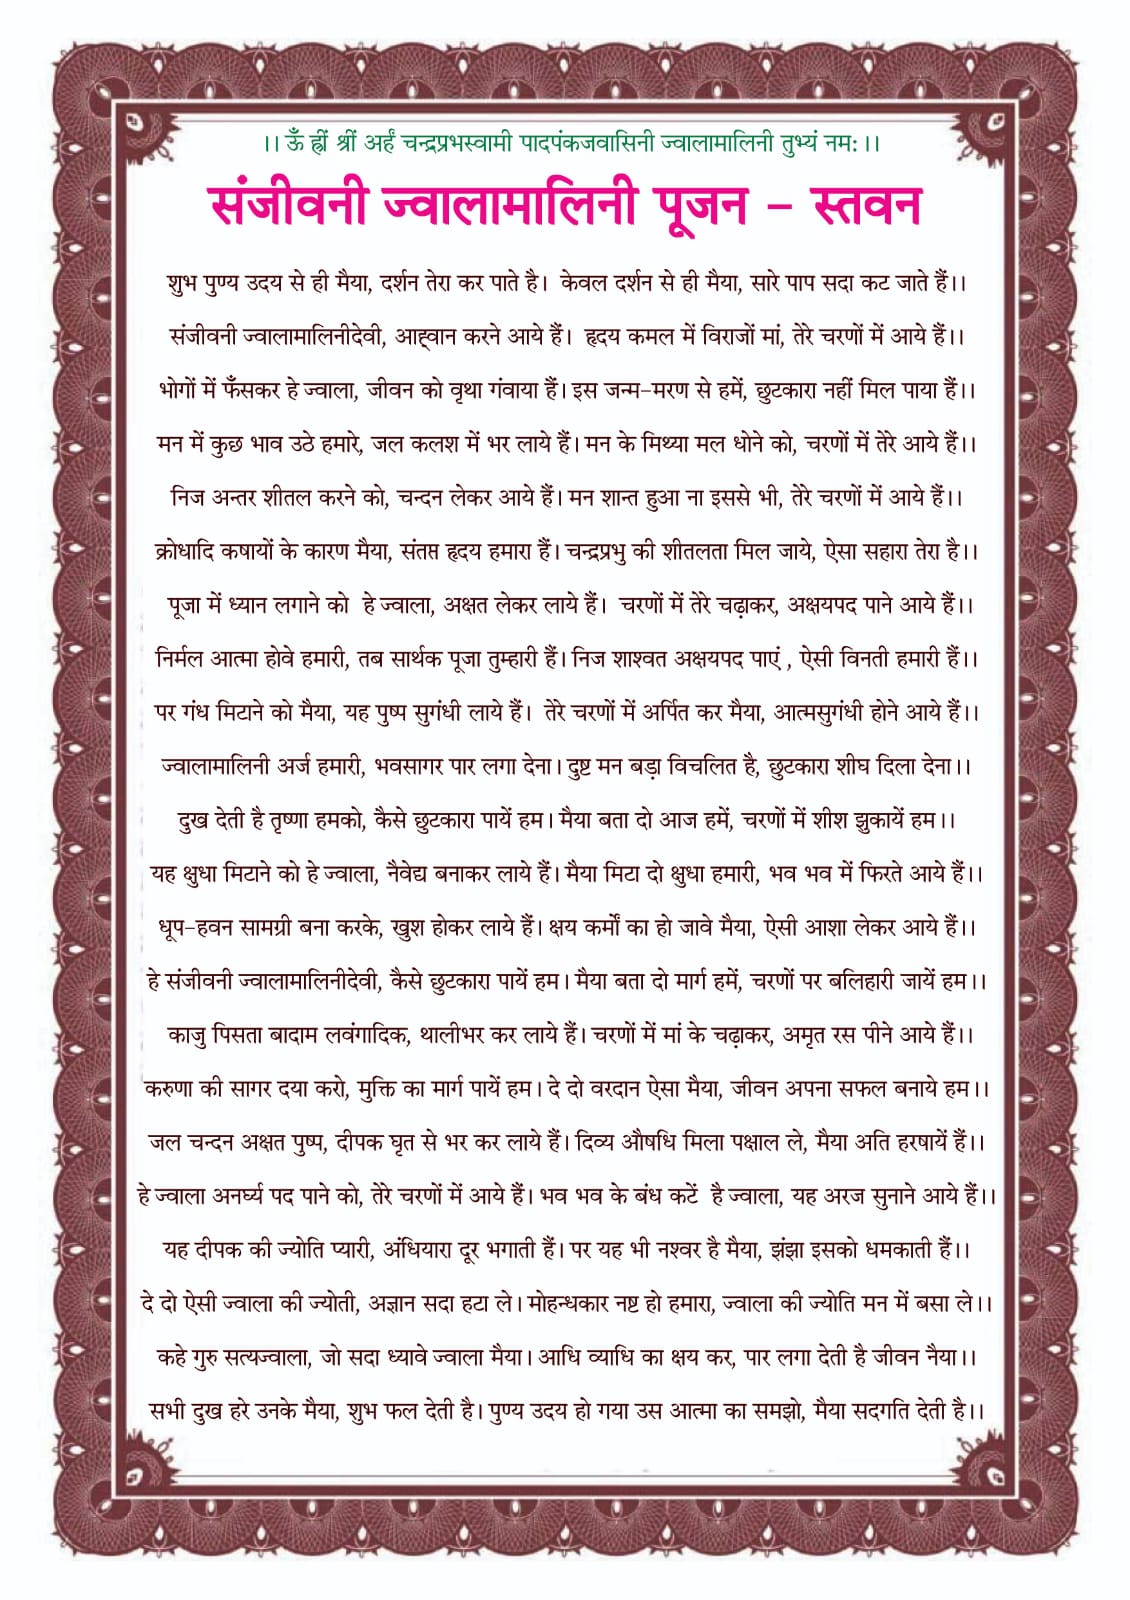 ।। ॐ ह्रीं श्रीं अर्हं चन्द्रप्रभस्वामी पादपंकजवासिनी ज्वालामालिनी तुभ्यं नम:।।
संजीवनी ज्वालामालिनी पूजन – स्तवन
शुभ पुण्य उदय से ही मैया, दर्शन तेरा कर पाते है। केवल दर्शन से ही मैया, सारे पाप सदा कट जाते हैं।।
संजीवनी ज्वालामालिनीदेवी, आह्वान करने आये हैं। हृदय कमल में विराजों मां, तेरे चरणों में आये हैं।।
भोगों में फँसकर हे ज्वाला, जीवन को वृथा गंवाया हैं। इस जन्म–मरण से हमें, छुटकारा नहीं मिल पाया हैं।।
मन में कुछ भाव उठे हमारे, जल कलश में भर लाये हैं। मन के मिथ्या मल धोने को, चरणों में तेरे आये हैं।।
निज अन्तर शीतल करने को, चन्दन लेकर आये हैं। मन शान्त हुआ ना इससे भी, तेरे चरणों में आये हैं।।
क्रोधादि कषायों के कारण मैया, संतप्त हृदय हमारा हैं। चन्द्रप्रभु की शीतलता मिल जाये, ऐसा सहारा तेरा है।।
पूजा में ध्यान लगाने को हे ज्वाला, अक्षत लेकर लाये हैं। चरणों में तेरे चढ़ाकर, अक्षयपद पाने आये हैं।।
निर्मल आत्मा होवे हमारी, तब सार्थक पूजा तुम्हारी हैं। निज शाश्वत अक्षयपद पाएं , ऐसी विनती हमारी हैं।।
पर गंध मिटाने को मैया, यह पुष्प सुगंधी लाये हैं। तेरे चरणों में अर्पित कर मैया, आत्मसुगंधी होने आये हैं।।
ज्वालामालिनी अर्ज हमारी, भवसागर पार लगा देना। दुष्ट मन बड़ा विचलित है, छुटकारा शीघ दिला देना।।
दुख देती है तृष्णा हमको, कैसे छुटकारा पायें हम। मैया बता दो आज हमें, चरणों में शीश झुकायें हम।।
यह क्षुधा मिटाने को हे ज्वाला, नैवेद्य बनाकर लाये हैं। मैया मिटा दो क्षुधा हमारी, भव भव में फिरते आये हैं।।
धूप–हवन सामग्री बना करके, खुश होकर लाये हैं। क्षय कर्मों का हो जावे मैया, ऐसी आशा लेकर आये हैं।।
हे संजीवनी ज्वालामालिनीदेवी, कैसे छुटकारा पायें हम। मैया बता दो मार्ग हमें, चरणों पर बलिहारी जायें हम।।
काजु पिसता बादाम लवंगादिक, थालीभर कर लाये हैं। चरणों में मां के चढ़ाकर, अमृत रस पीने आये हैं।।
करुणा की सागर दया करो, मुक्ति का मार्ग पायें हम। दे दो वरदान ऐसा मैया, जीवन अपना सफल बनाये हम।।
जल चन्दन अक्षत पुष्प, दीपक घृत से भर कर लाये हैं। दिव्य औषधि मिला पक्षाल ले, मैया अति हरषायें हैं।।
हे ज्वाला अनर्घ्य पद पाने को, तेरे चरणों में आये हैं। भव भव के बंध कटें है ज्वाला, यह अरज सुनाने आये हैं।।
यह दीपक की ज्योति प्यारी, अंधियारा दूर भगाती हैं। पर यह भी नश्वर है मैया, झंझा इसको धमकाती हैं।।
दे दो ऐसी ज्वाला की ज्योती, अज्ञान सदा हटा ले। मोहन्धकार नष्ट हो हमारा, ज्वाला की ज्योति मन में बसा ले।।
कहे गुरु सत्यज्वाला, जो सदा ध्यावे ज्वाला मैया। आधि व्याधि का क्षय कर, पार लगा देती है जीवन नैया।।
सभी दुख हरे उनके मैया, शुभ फल देती है। पुण्य उदय हो गया उस आत्मा का समझो, मैया सदगति देती है।।